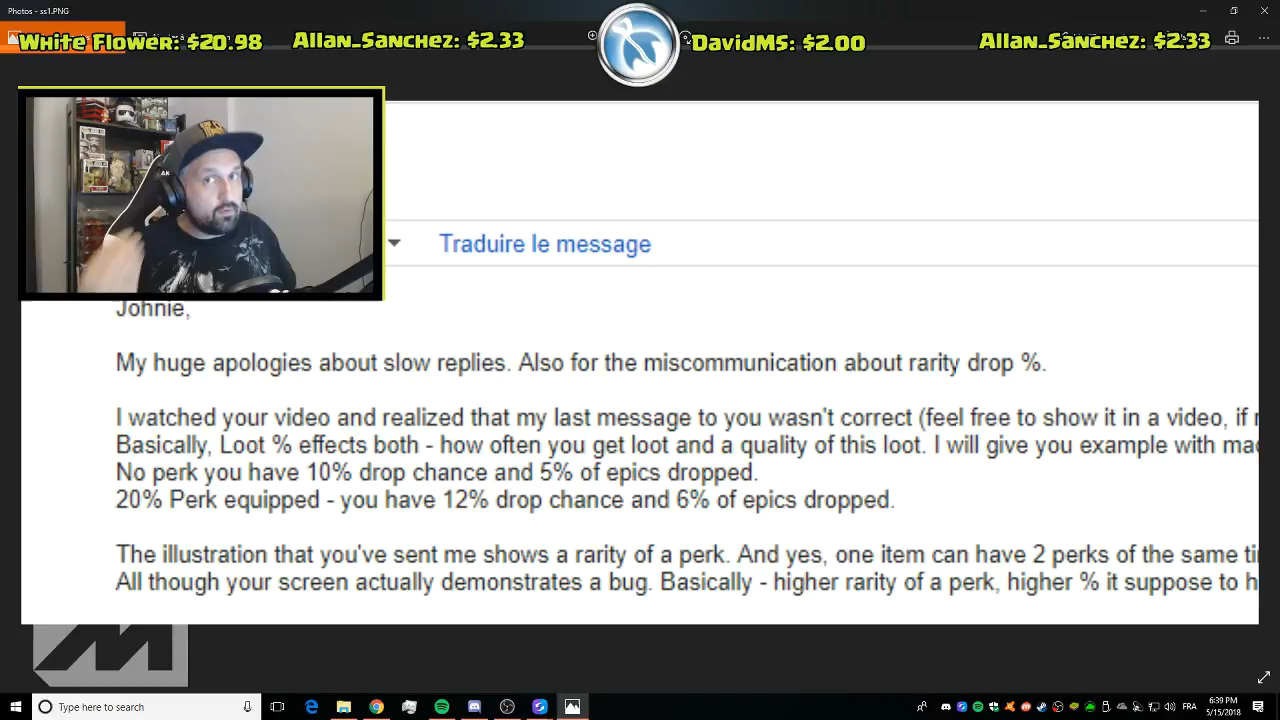 Photos - ss1.PNG
White Flower: $20.98
Allan_Sanchez: $2.33
DavidMS: $2.00
Allan_Sanchez: $2.33
Traduire le message
Johnie,
My huge apologies about slow replies. Also for the miscommunication about rarity drop %.
I watched your video and realized that my last message to you wasn't correct (feel free to show it in a video, if
Basically, Loot % effects both - how often you get loot and a quality of this loot. I will give you example with
No perk you have 10% drop chance and 5% of epics dropped.
20% Perk equipped - you have 12% drop chance and 6% of epics dropped.
The illustration that you've sent me shows a rarity of a perk. And yes, one item can have 2 perks of the same
All though your screen actually demonstrates a bug. Basically - higher rarity of a perk, higher % it suppose to
Type here to search
FRA
6:39 PM
5/15/2018